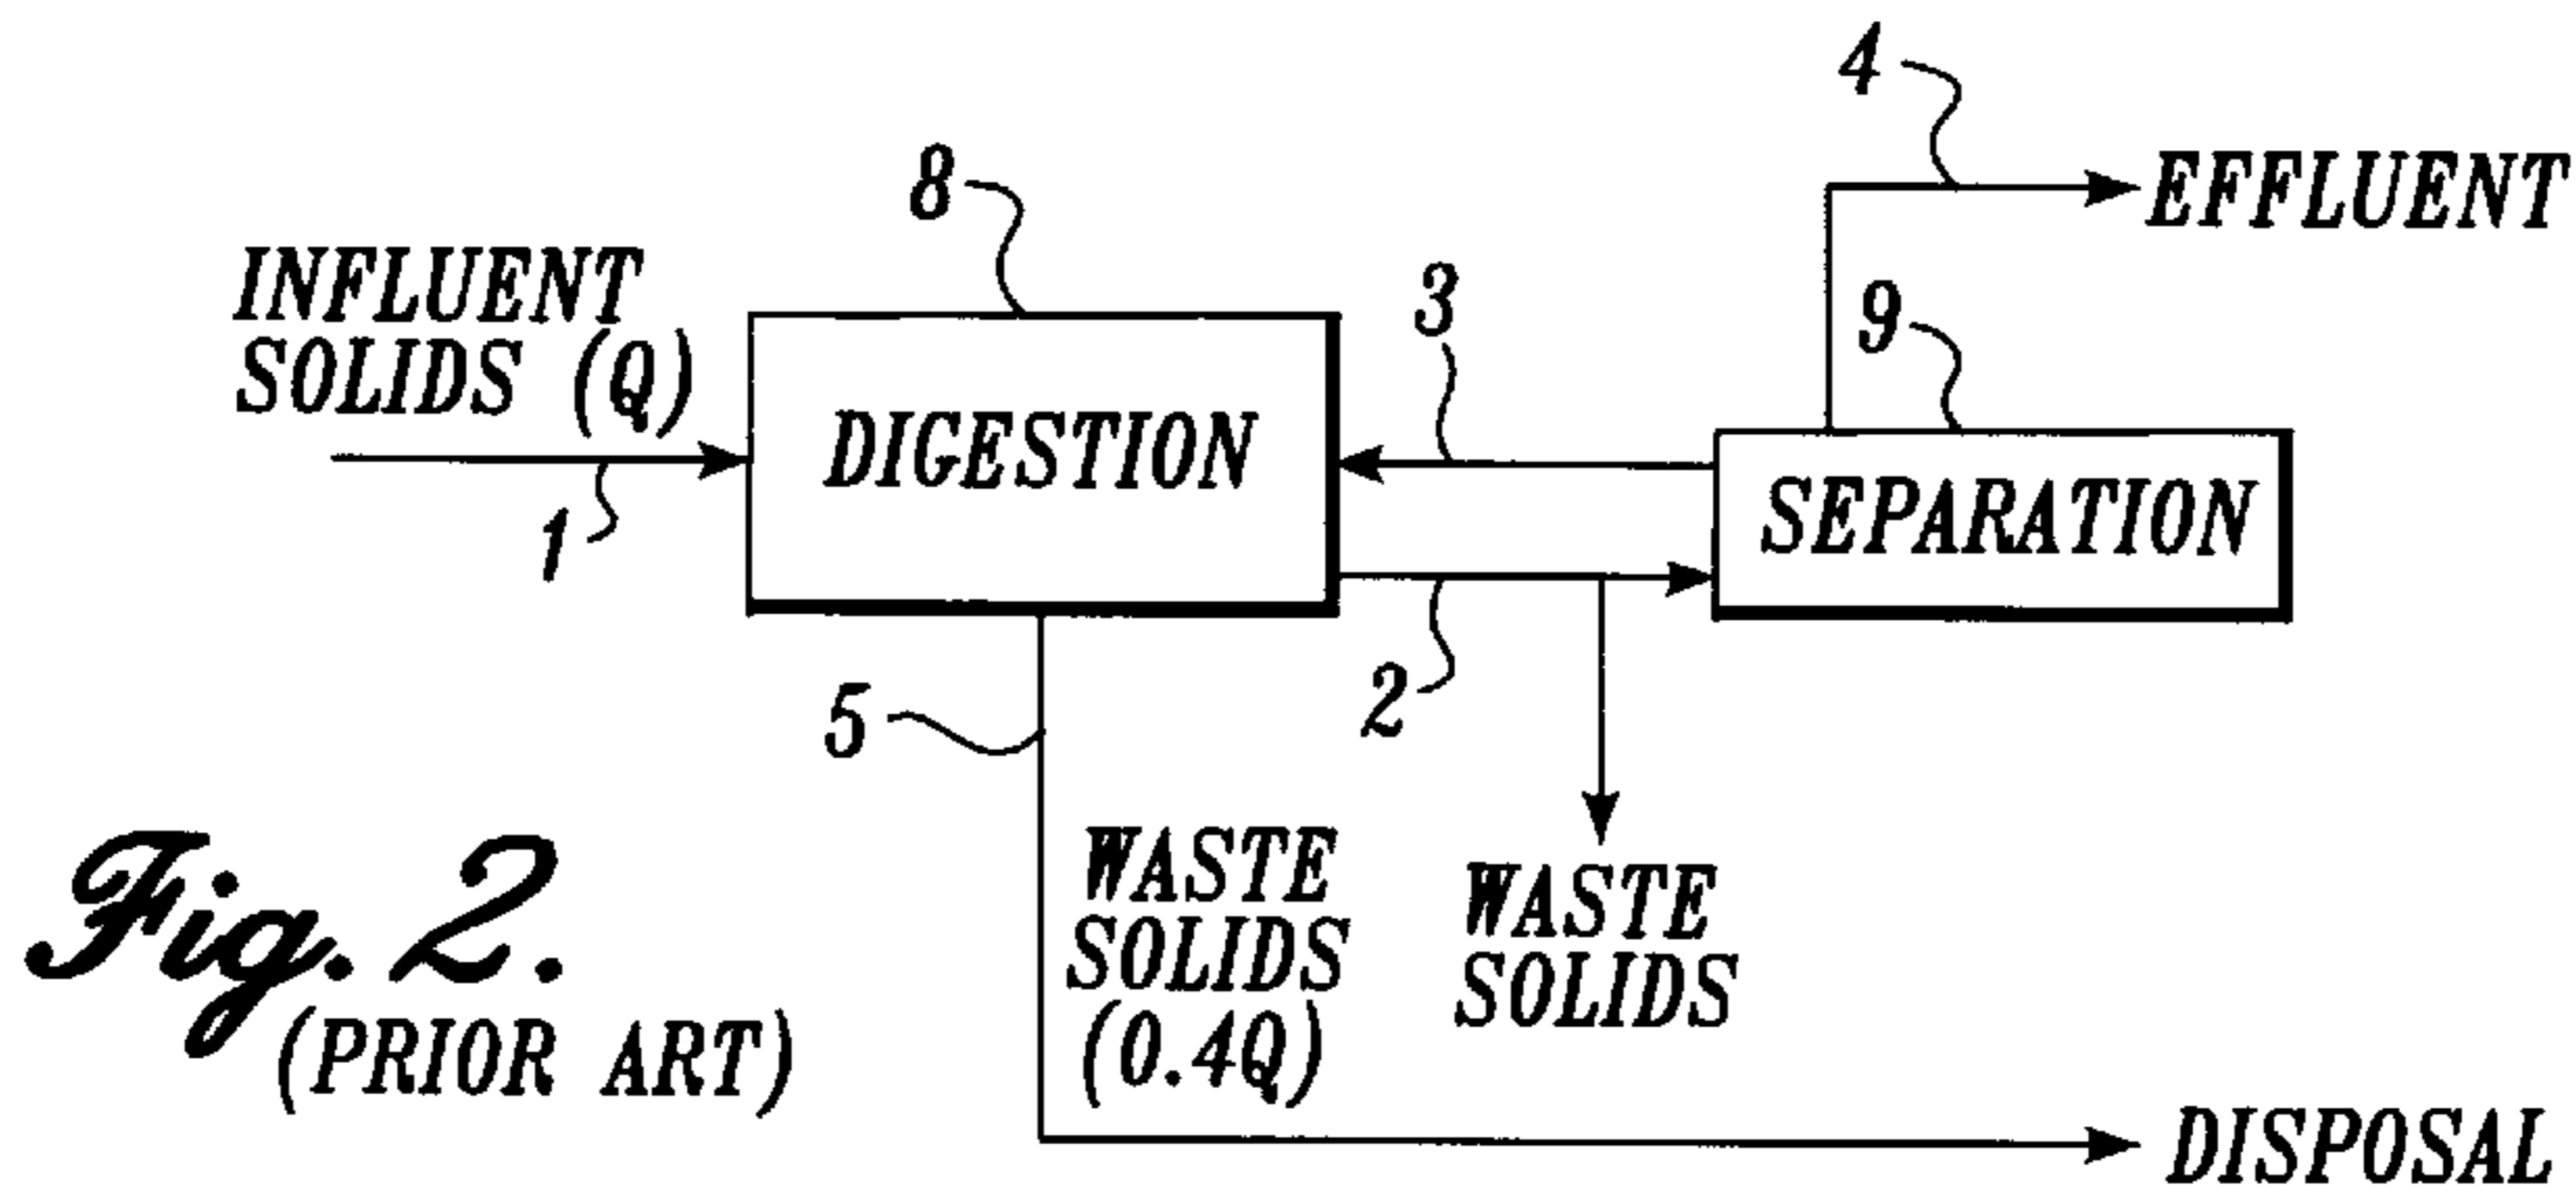 4
EFFLUENT
8
INFLUENT
SOLIDS (Q)
3
9
DIGESTION
SEPARATION
1
2
5
WASTE
SOLIDS
(0.4Q)
WASTE
SOLIDS
Fig. 2.
(PRIOR ART)
DISPOSAL